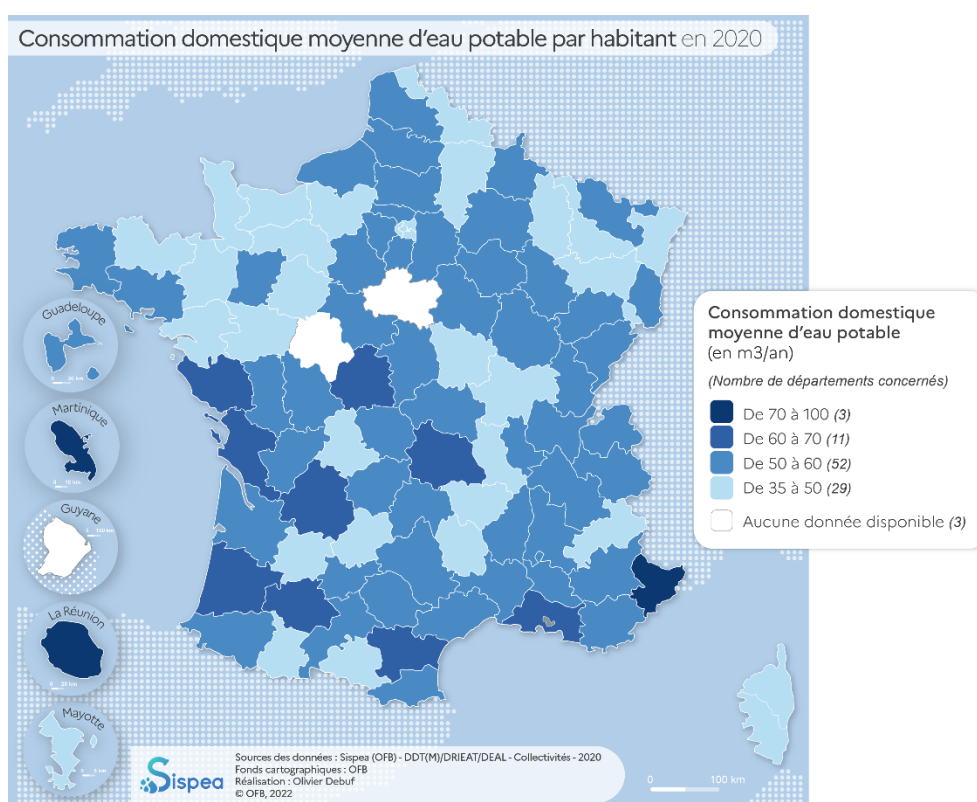 Consommation domestique moyenne d'eau potable par habitant en 2020
Guadeloupe
Martinique
Guyane
La Réunion
Mayotte
Consommation domestique
moyenne d'eau potable
(en m3/an)
(Nombre de départements concernés)
De 70 à 100 (3)
De 60 à 70 (11)
De 50 à 60 (52)
De 35 à 50 (29)
Aucune donnée disponible (3)
Sispea
Sources des données : Sispea (OFB) - DDT(M)/DRIEAT/DEAL - Collectivités - 2020
Fonds cartographiques : OFB
Réalisation : Olivier Debuf
© OFB, 2022
0 100 km